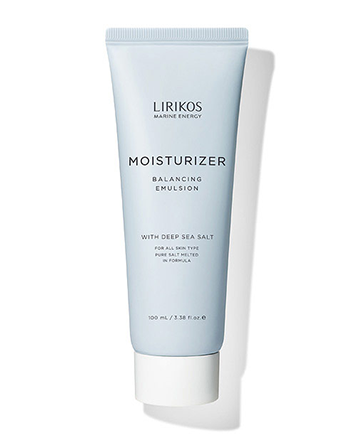 LIRIKOS
MARINE ENERGY
MOISTURIZER
BALANCING
EMULSION
WITH DEEP SEA SALT
FOR ALL SKIN TYPE
PURE SALT MELTED
IN FORMULA
100 mL / 3.38 fl.oz.℮